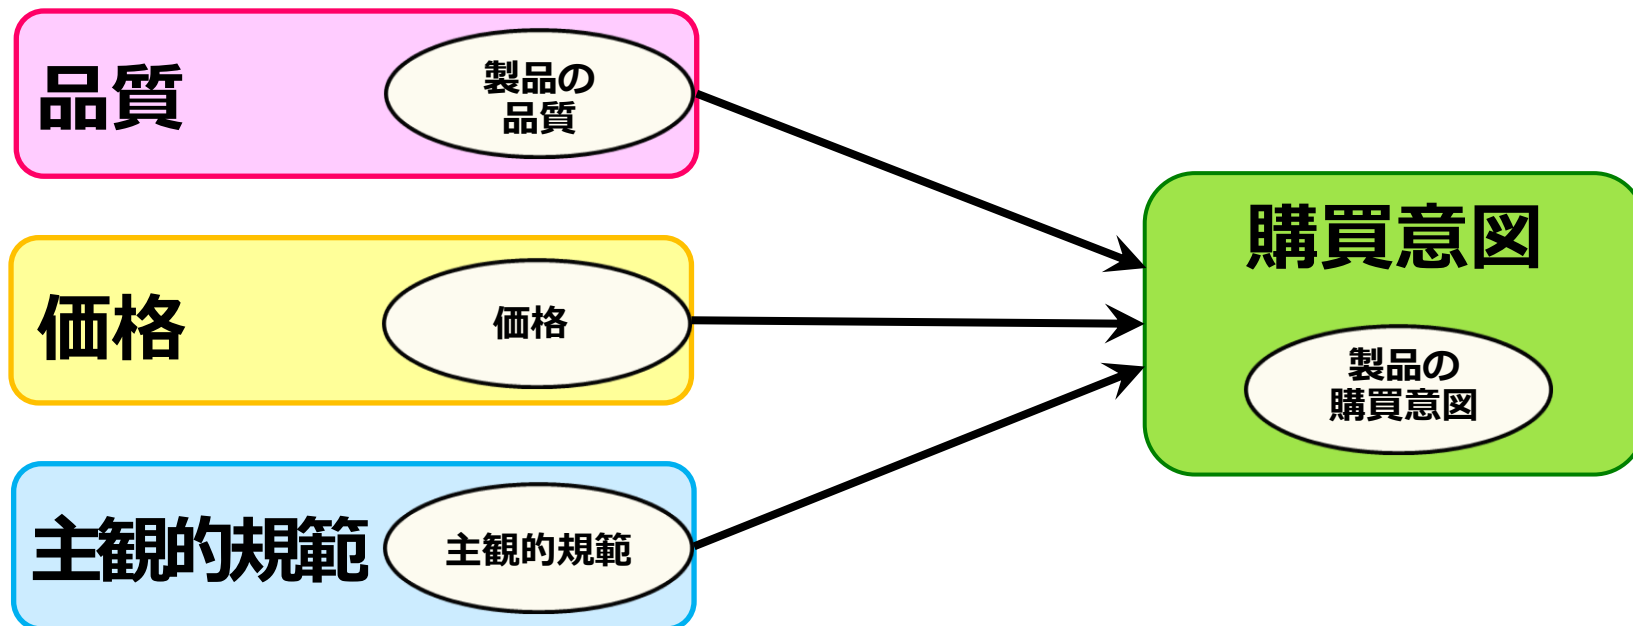 品質
製品の
品質
価格
価格
主観的規範
主観的規範
購買意図
製品の
購買意図